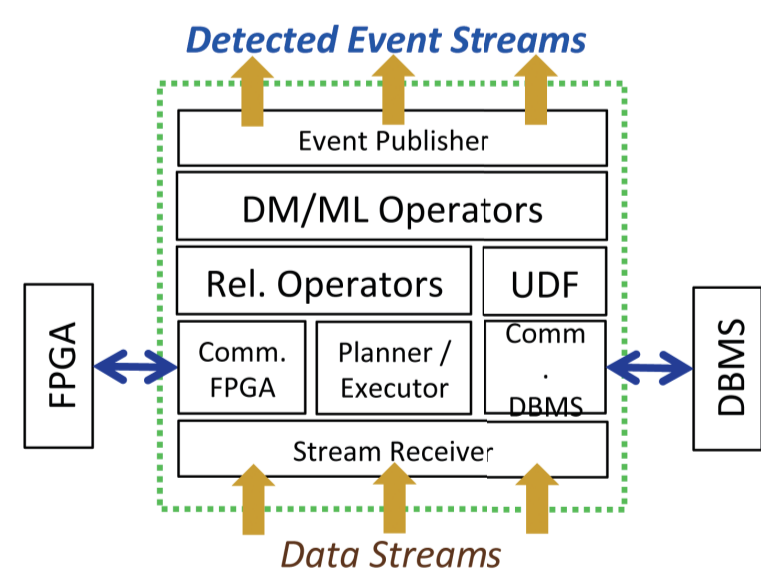 Detected Event Streams
Event Publisher
DM/ML Operators
Rel. Operators
UDF
FPGA
Comm.
FPGA
Planner /
Executor
Comm
.
DBMS
DBMS
Stream Receiver
Data Streams